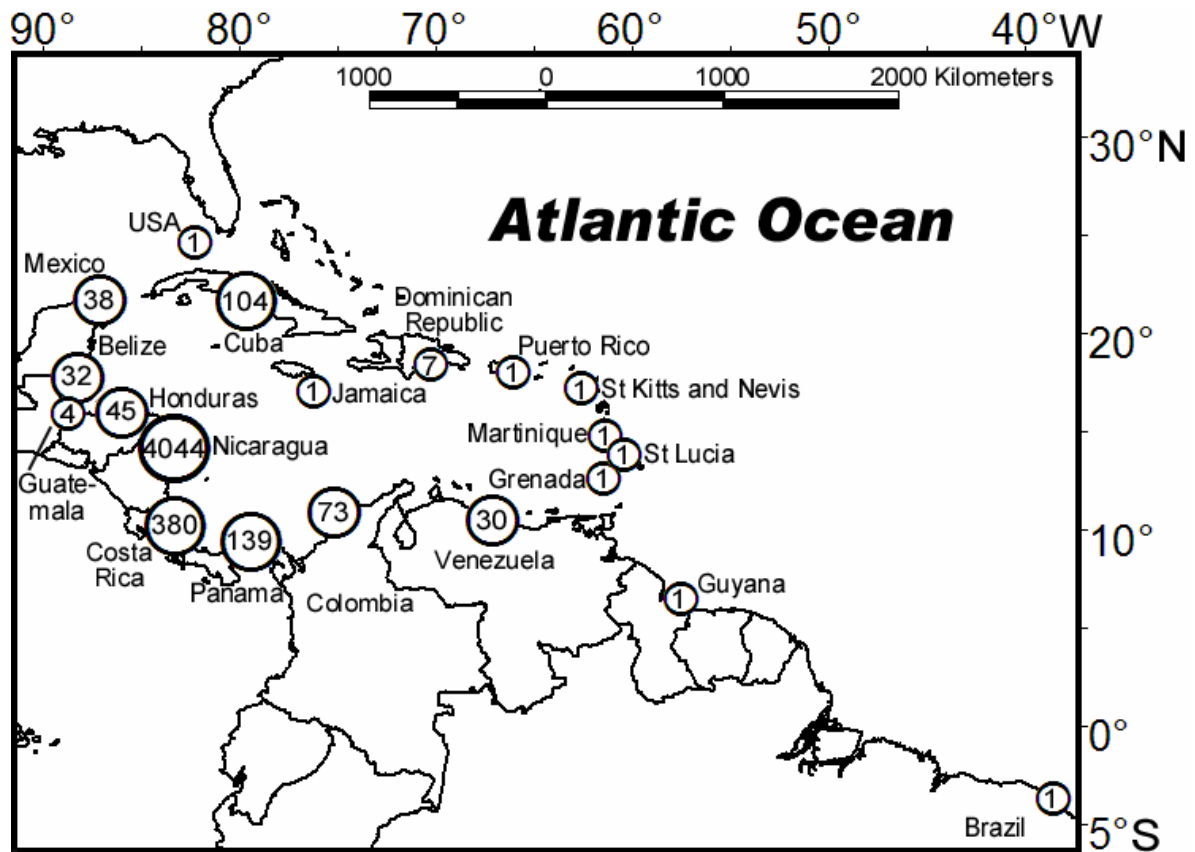 90° 80° 70° 60° 50° 40°W
1000 0 1000 2000 Kilometers
30°N
Atlantic Ocean
USA
1
Mexico
38
104
Cuba
Dominican
Republic
7
20°
Belize
32
Puerto Rico
1
1
Jamaica
1
St Kitts and Nevis
4
45
Honduras
4044
Nicaragua
Martinique
1
1
St Lucia
Grenada
1
Guate-
mala
380
Costa
Rica
139
Panama
73
Colombia
30
Venezuela
10°
Guyana
1
0°
1
Brazil
5°S